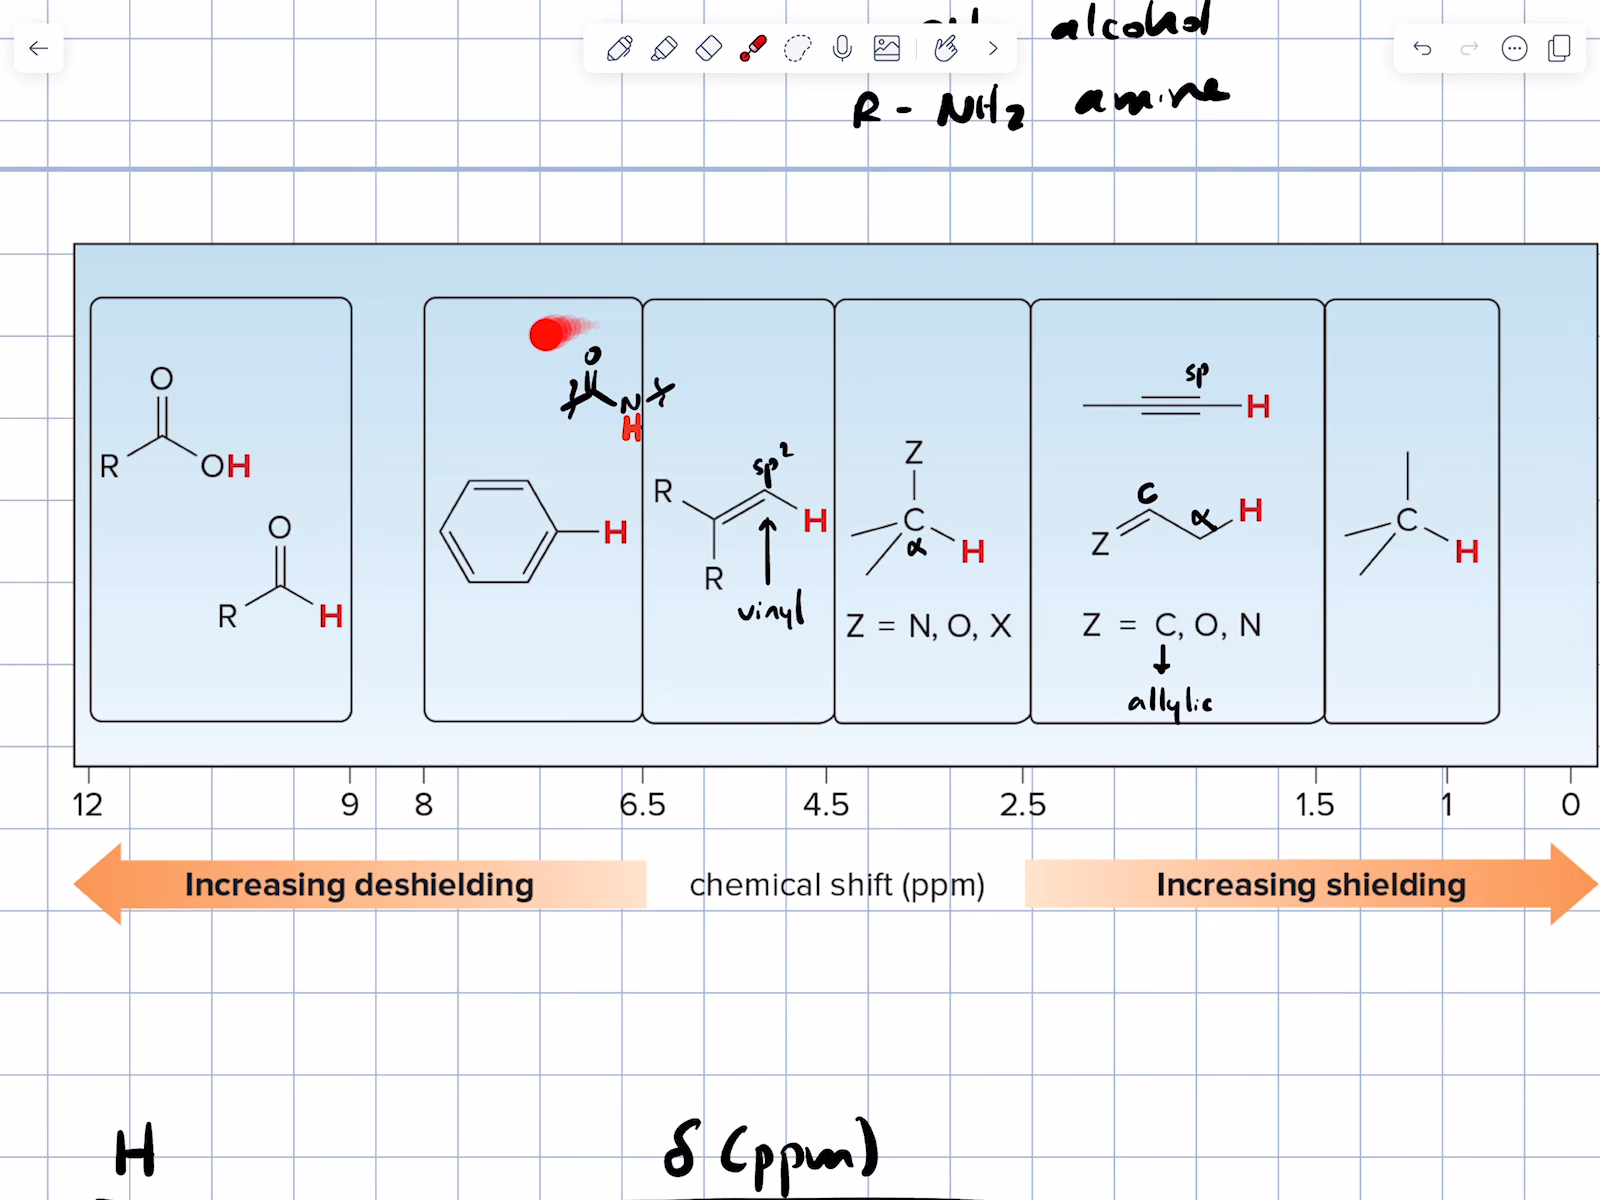 alcohol
R - NH2 amine
O
O
N
H
sp
O
R
OH
O
R
H
H
R
sp2
H
R
vinyl
Z
C
α
H
Z = N, O, X
H
C
α
H
Z
Z = C, O, N
allylic
C
H
12 9 8 6.5 4.5 2.5 1.5 1 0
Increasing deshielding chemical shift (ppm) Increasing shielding
H δ (ppm)